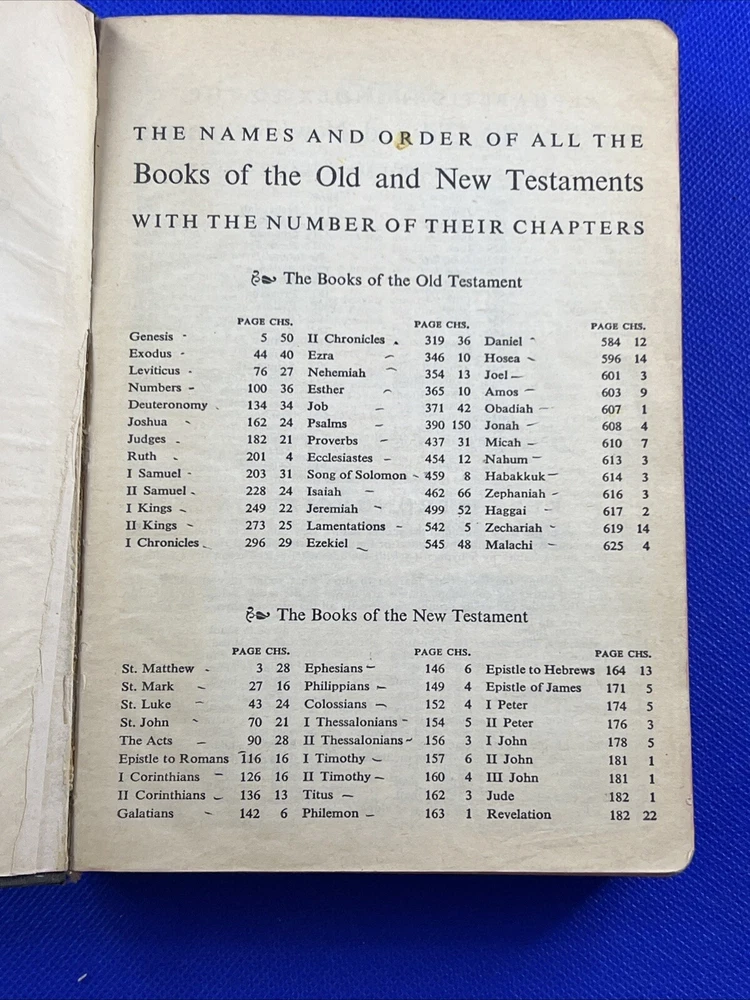 THE NAMES AND ORDER OF ALL THE
Books of the Old and New Testaments
WITH THE NUMBER OF THEIR CHAPTERS
The Books of the Old Testament
PAGE CHS. PAGE CHS. PAGE CHS.
Genesis 5 50 II Chronicles 319 36 Daniel 584 12
Exodus 44 40 Ezra 346 10 Hosea 596 14
Leviticus 76 27 Nehemiah 354 13 Joel 601 3
Numbers 100 36 Esther 365 10 Amos 603 9
Deuteronomy 134 34 Job 371 42 Obadiah 607 1
Joshua 162 24 Psalms 390 150 Jonah 608 4
Judges 182 21 Proverbs 437 31 Micah 610 7
Ruth 201 4 Ecclesiastes 454 12 Nahum 613 3
I Samuel 203 31 Song of Solomon 459 8 Habakkuk 614 3
II Samuel 228 24 Isaiah 462 66 Zephaniah 616 3
I Kings 249 22 Jeremiah 499 52 Haggai 617 2
II Kings 273 25 Lamentations 542 5 Zechariah 619 14
I Chronicles 296 29 Ezekiel 545 48 Malachi 625 4
The Books of the New Testament
PAGE CHS. PAGE CHS. PAGE CHS.
St. Matthew 3 28 Ephesians 146 6 Epistle to Hebrews 164 13
St. Mark 27 16 Philippians 149 4 Epistle of James 171 5
St. Luke 43 24 Colossians 152 4 I Peter 174 5
St. John 70 21 I Thessalonians 154 5 II Peter 176 3
The Acts 90 28 II Thessalonians 156 3 I John 178 5
Epistle to Romans 116 16 I Timothy 157 6 II John 181 1
I Corinthians 126 16 II Timothy 160 4 III John 181 1
II Corinthians 136 13 Titus 162 3 Jude 182 1
Galatians 142 6 Philemon 163 1 Revelation 182 22